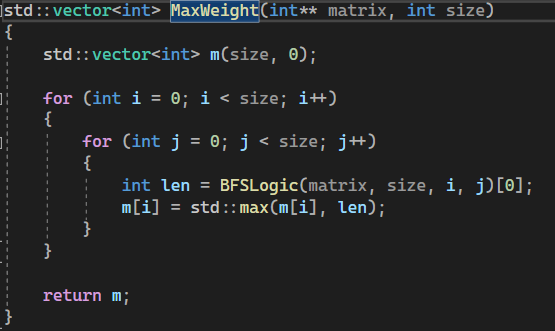 std::vector<int> MaxWeight(int** matrix, int size)
{
    std::vector<int> m(size, 0);
    for (int i = 0; i < size; i++)
    {
        for (int j = 0; j < size; j++)
        {
            int len = BFSLogic(matrix, size, i, j)[0];
            m[i] = std::max(m[i], len);
        }
    }
    return m;
}